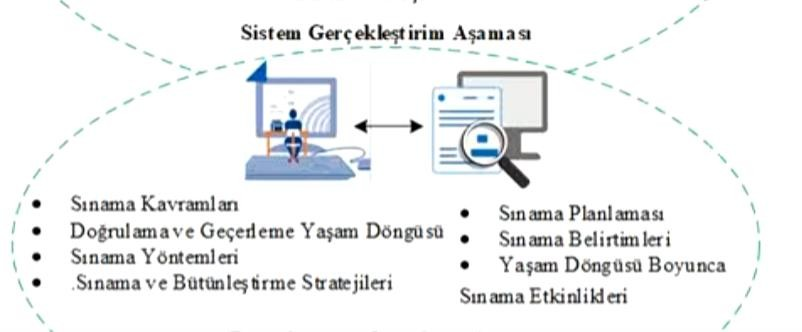 Sistem Gerçekleştirim Aşaması
• Sınama Kavramları
• Doğrulama ve Geçerleme Yaşam Döngüsü
• Sınama Yöntemleri
• .Sınama ve Bütünleştirme Stratejileri
• Sınama Planlaması
• Sınama Belirtimleri
• Yaşam Döngüsü Boyunca
Sınama Etkinlikleri